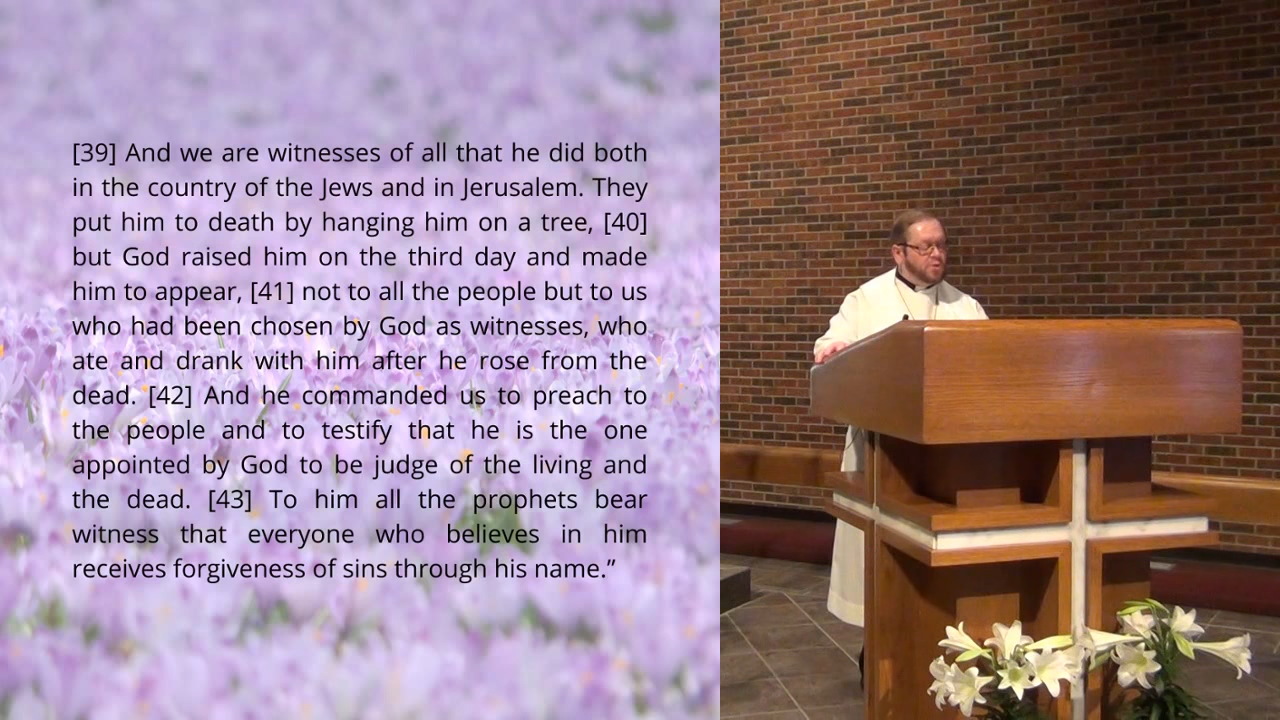 [39] And we are witnesses of all that he did both
in the country of the Jews and in Jerusalem. They
put him to death by hanging him on a tree, [40]
but God raised him on the third day and made
him to appear, [41] not to all the people but to us
who had been chosen by God as witnesses, who
ate and drank with him after he rose from the
dead. [42] And he commanded us to preach to
the people and to testify that he is the one
appointed by God to be judge of the living and
the dead. [43] To him all the prophets bear
witness that everyone who believes in him
receives forgiveness of sins through his name.”